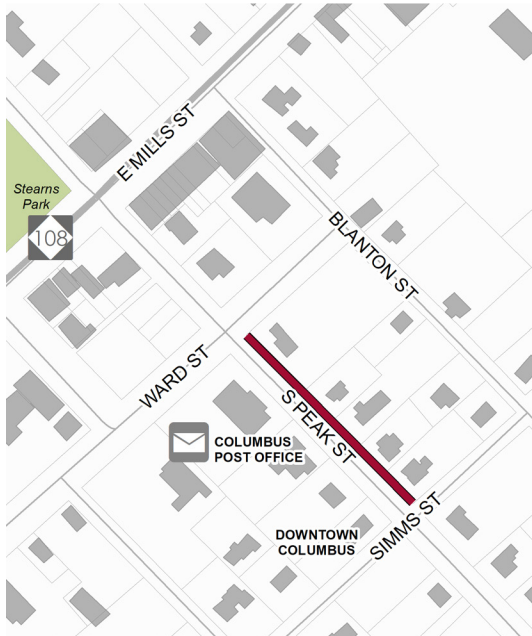 E MILLS ST
Stearns
Park
108
BLANTON ST
WARD ST
S PEAK ST
COLUMBUS
POST OFFICE
DOWNTOWN
COLUMBUS
SIMMS ST